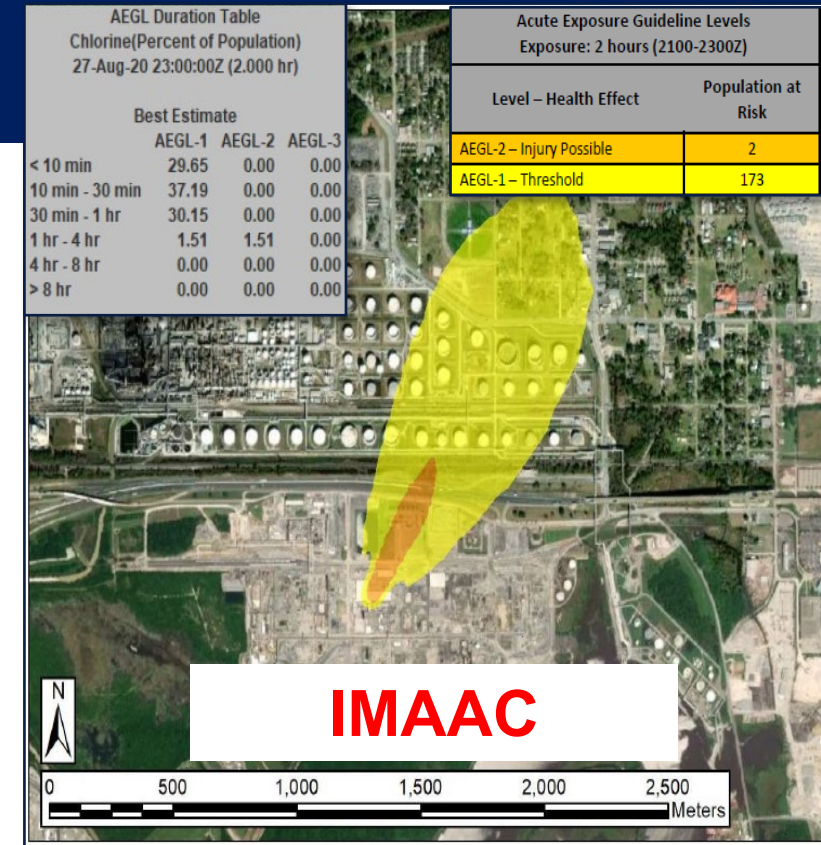 AEGL Duration Table
Chlorine(Percent of Population)
27-Aug-20 23:00:00Z (2.000 hr)
Best Estimate
AEGL-1 AEGL-2 AEGL-3
< 10 min 29.65 0.00 0.00
10 min - 30 min 37.19 0.00 0.00
30 min - 1 hr 30.15 0.00 0.00
1 hr - 4 hr 1.51 1.51 0.00
4 hr - 8 hr 0.00 0.00 0.00
> 8 hr 0.00 0.00 0.00
Acute Exposure Guideline Levels
Exposure: 2 hours (2100-2300Z)
Level – Health Effect Population at
Risk
AEGL-2 – Injury Possible 2
AEGL-1 – Threshold 173
IMAAC
N
0 500 1,000 1,500 2,000 2,500
Meters